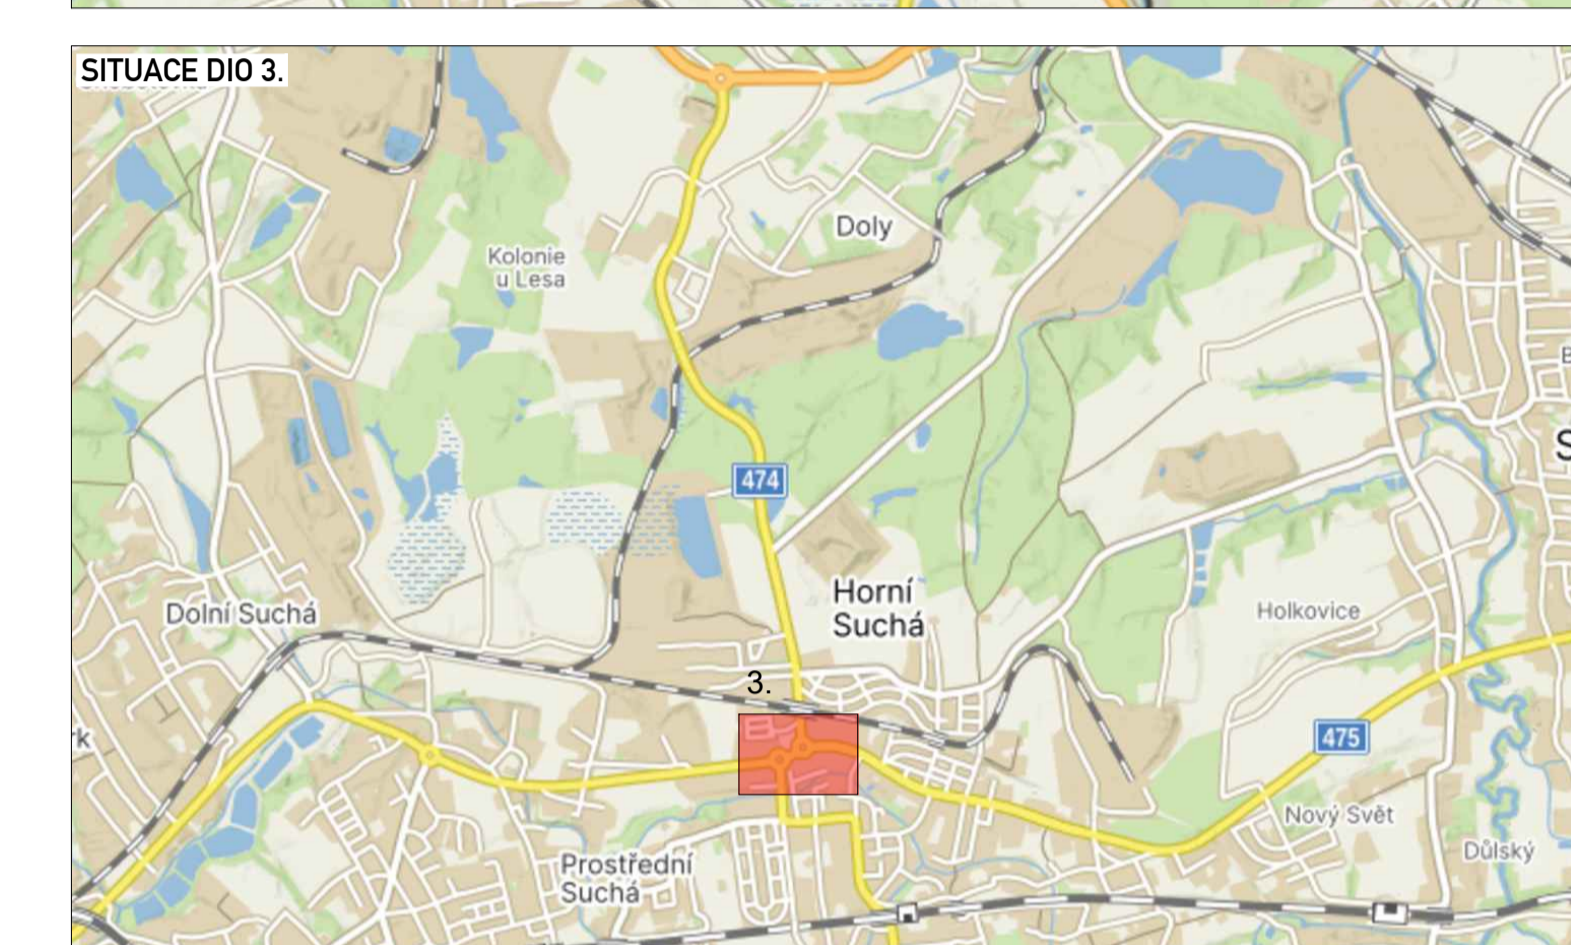 SITUACE DIO 3.
Doly
Kolonie
u Lesa
474
Horní
Suchá
Dolní Suchá
Holkovice
3.
475
Nový Svět
Důlský
Prostřední
Suchá